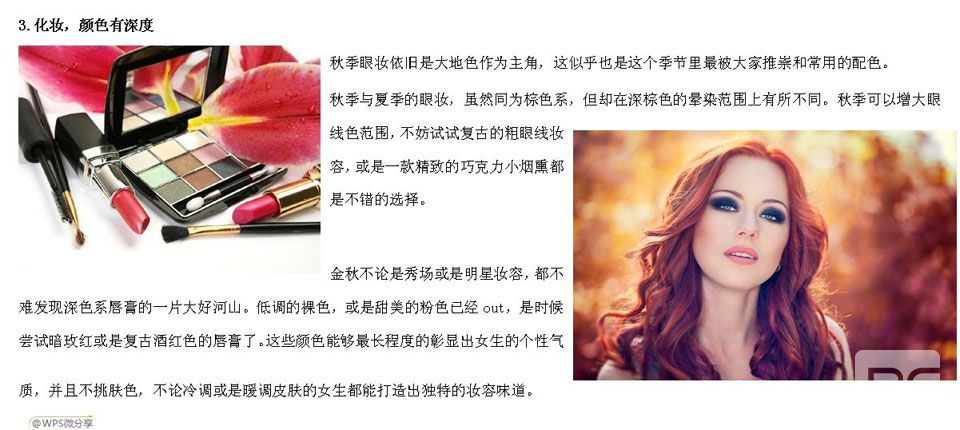 3.化妆，颜色有深度
秋季眼妆依旧是大地色作为主角，这似乎也是这个季节里最被大家推崇和常用的配色。
秋季与夏季的眼妆，虽然同为棕色系，但却在深棕色的晕染范围上有所不同。秋季可以增大眼
线色范围，不妨试试复古的粗眼线妆
容，或是一款精致的巧克力小烟熏都
是不错的选择。
金秋不论是秀场或是明星妆容，都不
难发现深色系唇膏的一片大好河山。低调的裸色，或是甜美的粉色已经 out，是时候
尝试暗玫红或是复古酒红色的唇膏了。这些颜色能够最长程度的彰显出女生的个性气
质，并且不挑肤色，不论冷调或是暖调皮肤的女生都能打造出独特的妆容味道。
@WPS微分享